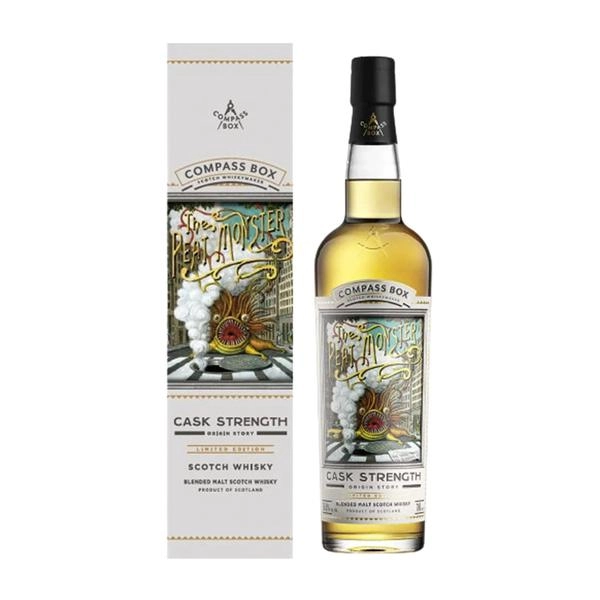 COMPASS
BOX
COMPASS BOX
SCOTCH WHISKYMAKER
The
PEAT MONSTER
CASK STRENGTH
ORIGIN STORY
LIMITED EDITION
SCOTCH WHISKY
BLENDED MALT SCOTCH WHISKY
PRODUCT OF SCOTLAND
COMPASS BOX
SCOTCH WHISKYMAKER
The
PEAT MONSTER
CASK STRENGTH
ORIGIN STORY
BLENDED MALT SCOTCH WHISKY
PRODUCT OF SCOTLAND